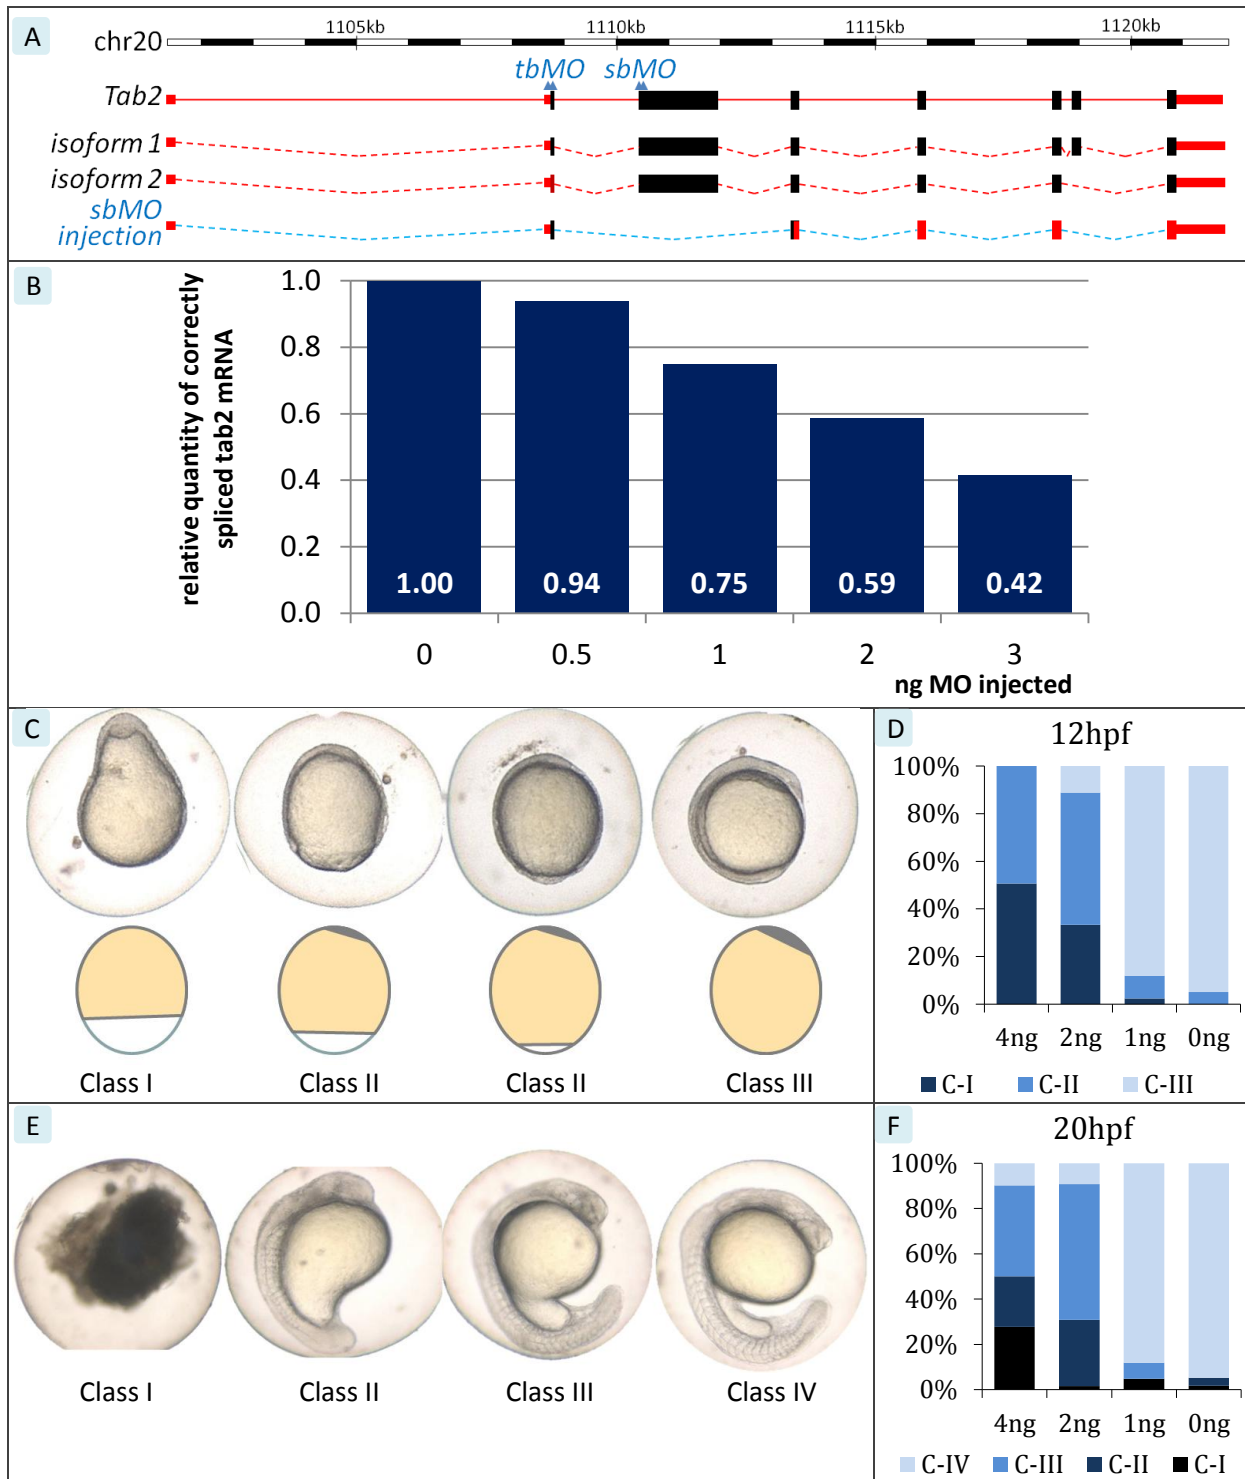 A
chr20
1105kb
1110kb
1115kb
1120kb
tbMO
sbMO
Tab2
isoform 1
isoform 2
sbMO
injection
B
relative quantity of correctly
spliced tab2 mRNA
1.0
0.8
0.6
0.4
0.2
0.0
1.00
0.94
0.75
0.59
0.42
0
0.5
1
2
3
ng MO injected
C
Class I
Class II
Class II
Class III
D
12hpf
100%
80%
60%
40%
20%
0%
4ng
2ng
1ng
0ng
C-I
C-II
C-III
E
Class I
Class II
Class III
Class IV
F
20hpf
100%
80%
60%
40%
20%
0%
4ng
2ng
1ng
0ng
C-IV
C-III
C-II
C-I